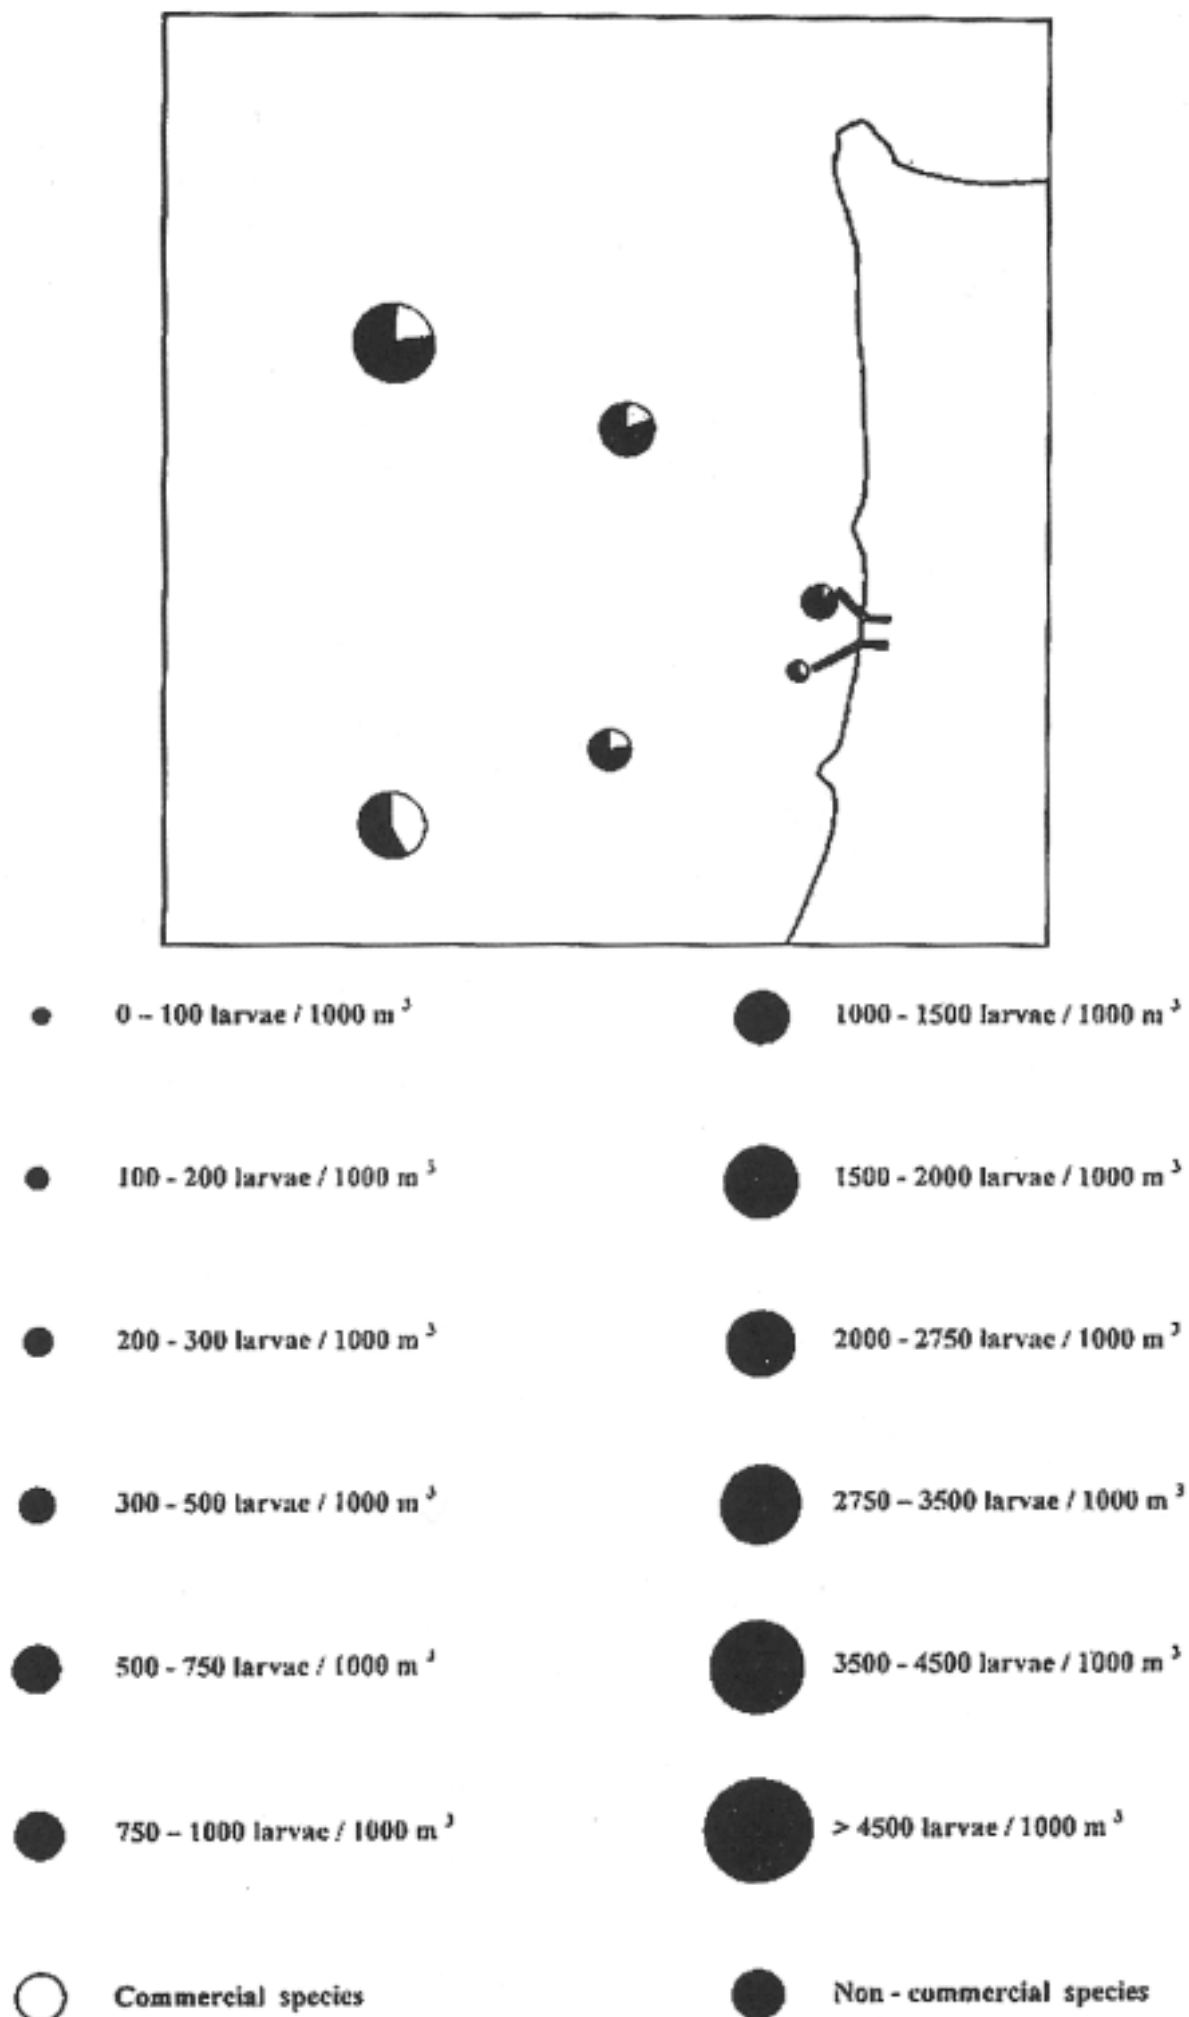 0 – 100 larvae / 1000 m³
1000 - 1500 larvae / 1000 m³
100 - 200 larvae / 1000 m³
1500 - 2000 larvae / 1000 m³
200 - 300 larvae / 1000 m³
2000 - 2750 larvae / 1000 m³
300 - 500 larvae / 1000 m³
2750 – 3500 larvae / 1000 m³
500 - 750 larvae / 1000 m³
3500 - 4500 larvae / 1000 m³
750 – 1000 larvae / 1000 m³
> 4500 larvae / 1000 m³
Commercial species
Non - commercial species